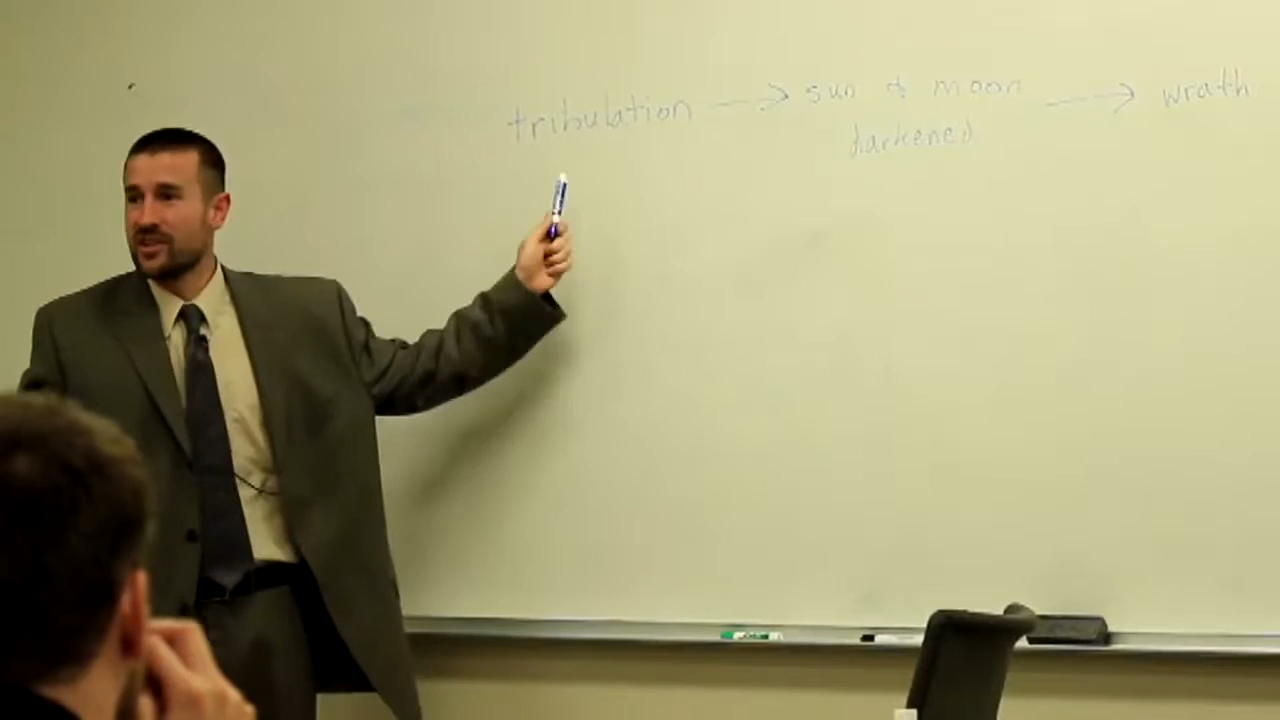 tribulation → sun & moon → wrath
darkened